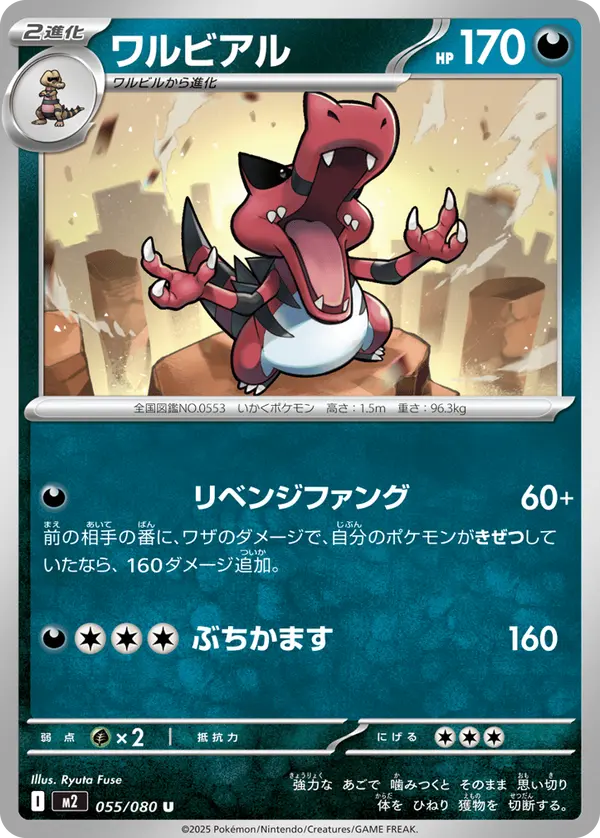 2進化
ワルビアル
HP 170
ワルビルから進化
全国図鑑NO.0553 いかくポケモン 高さ：1.5m 重さ：96.3kg
リベンジファング 60+
前の相手の番に、ワザのダメージで、自分のポケモンがきぜつして
いたなら、160ダメージ追加。
ぶちかます 160
弱点 ×2 抵抗力 にげる
Illus. Ryuta Fuse
強力な あごで 噛みつくと そのまま 思い切り
体を ひねり 獲物を 切断する。
I m2 055/080 U
©2025 Pokémon/Nintendo/Creatures/GAME FREAK.